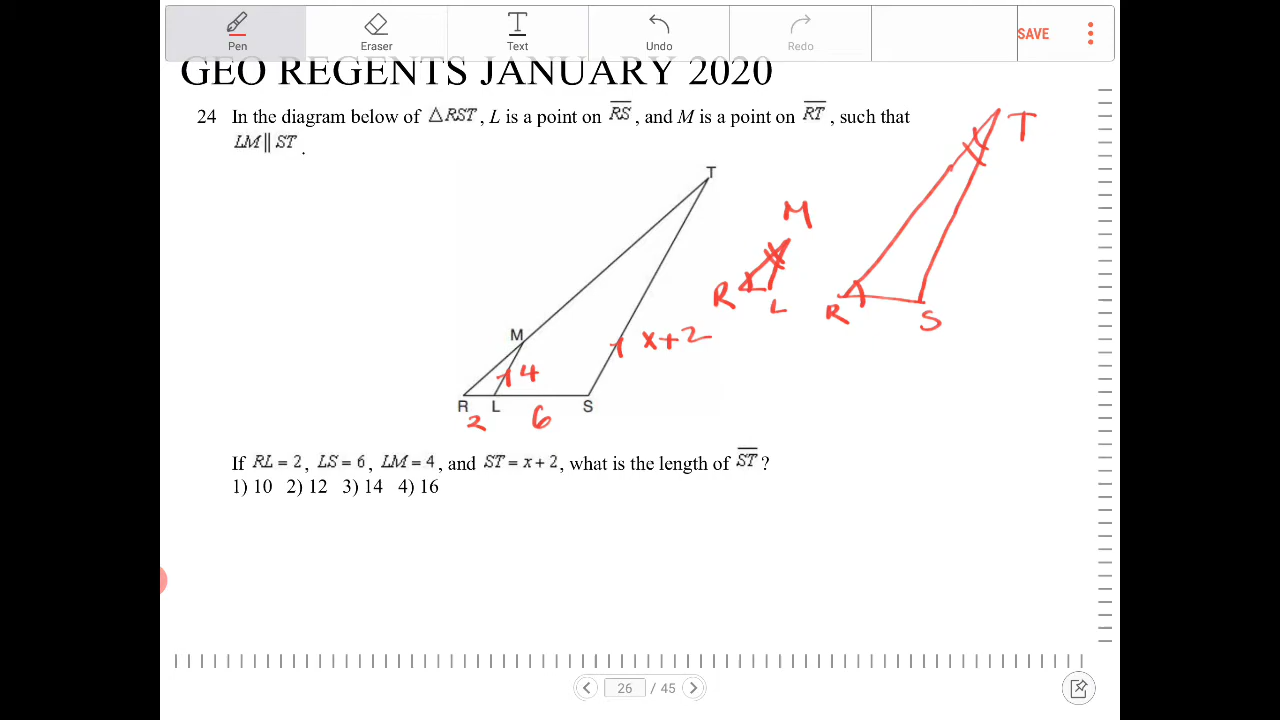 Pen Eraser Text Undo Redo SAVE
GEO REGENTS JANUARY 2020
24 In the diagram below of △RST, L is a point on RS, and M is a point on RT, such that
LM ∥ ST.
T
M
R L S
4
x+2
2 6
M
R
L
T
R
S
If RL = 2, LS = 6, LM = 4, and ST = x + 2, what is the length of ST?
1) 10 2) 12 3) 14 4) 16
26 / 45